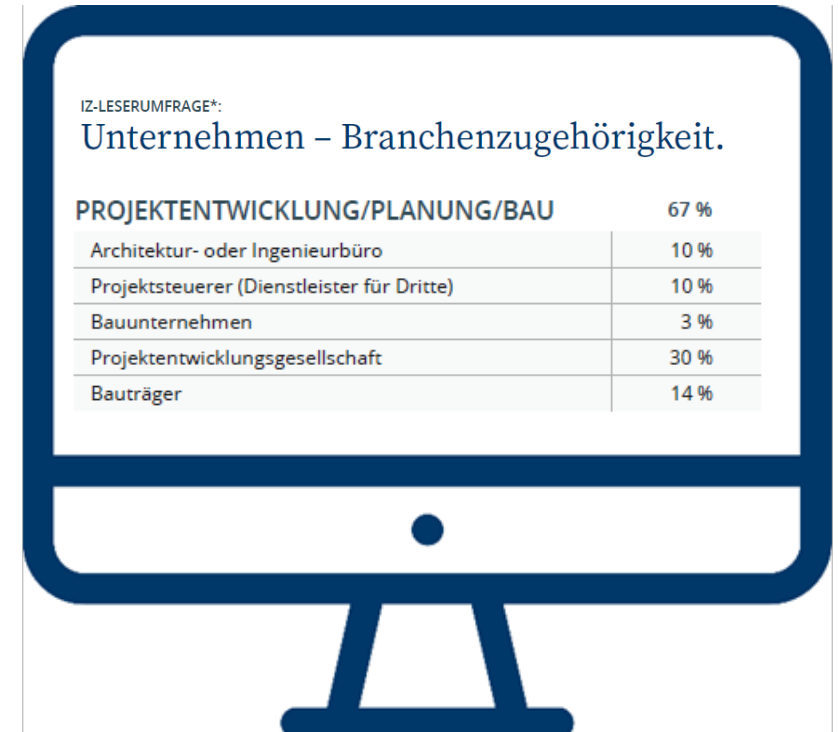 IZ-LESERUMFRAGE*:
Unternehmen – Branchenzugehörigkeit.
PROJEKTENTWICKLUNG/PLANUNG/BAU 67 %
Architektur- oder Ingenieurbüro 10 %
Projektsteuerer (Dienstleister für Dritte) 10 %
Bauunternehmen 3 %
Projektentwicklungsgesellschaft 30 %
Bauträger 14 %